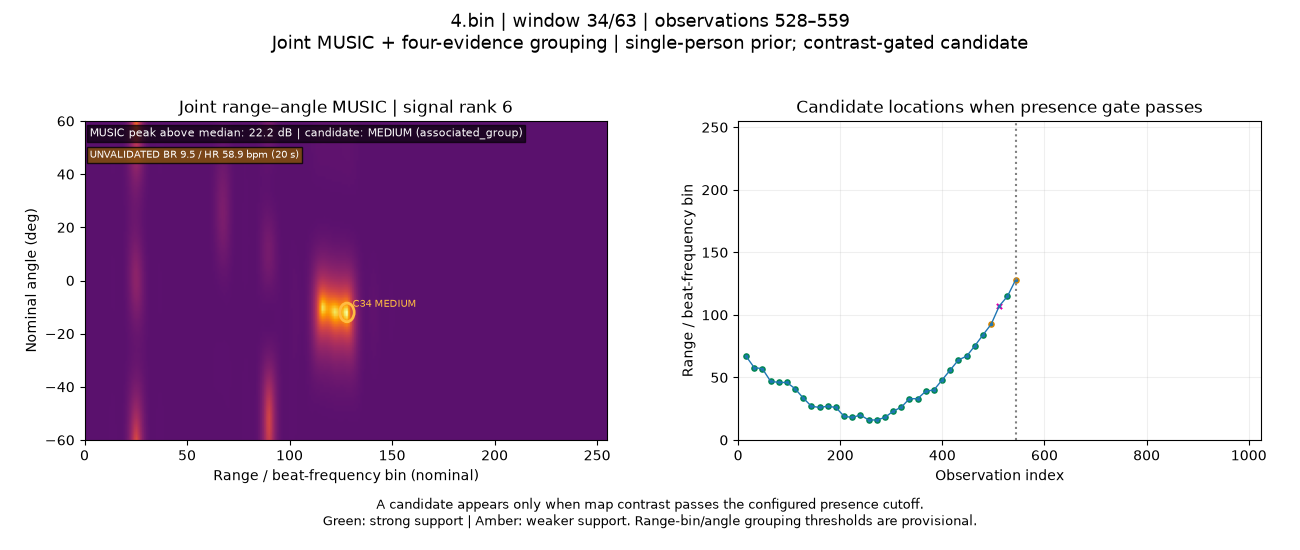 4.bin | window 34/63 | observations 528–559
Joint MUSIC + four-evidence grouping | single-person prior; contrast-gated candidate
Joint range–angle MUSIC | signal rank 6
MUSIC peak above median: 22.2 dB | candidate: MEDIUM (associated_group)
UNVALIDATED BR 9.5 / HR 58.9 bpm (20 s)
C34 MEDIUM
60
40
20
0
−20
−40
−60
Nominal angle (deg)
0 50 100 150 200 250
Range / beat-frequency bin (nominal)
Candidate locations when presence gate passes
250
200
150
100
50
0
Range / beat-frequency bin
0 200 400 600 800 1000
Observation index
A candidate appears only when map contrast passes the configured presence cutoff.
Green: strong support | Amber: weaker support. Range-bin/angle grouping thresholds are provisional.